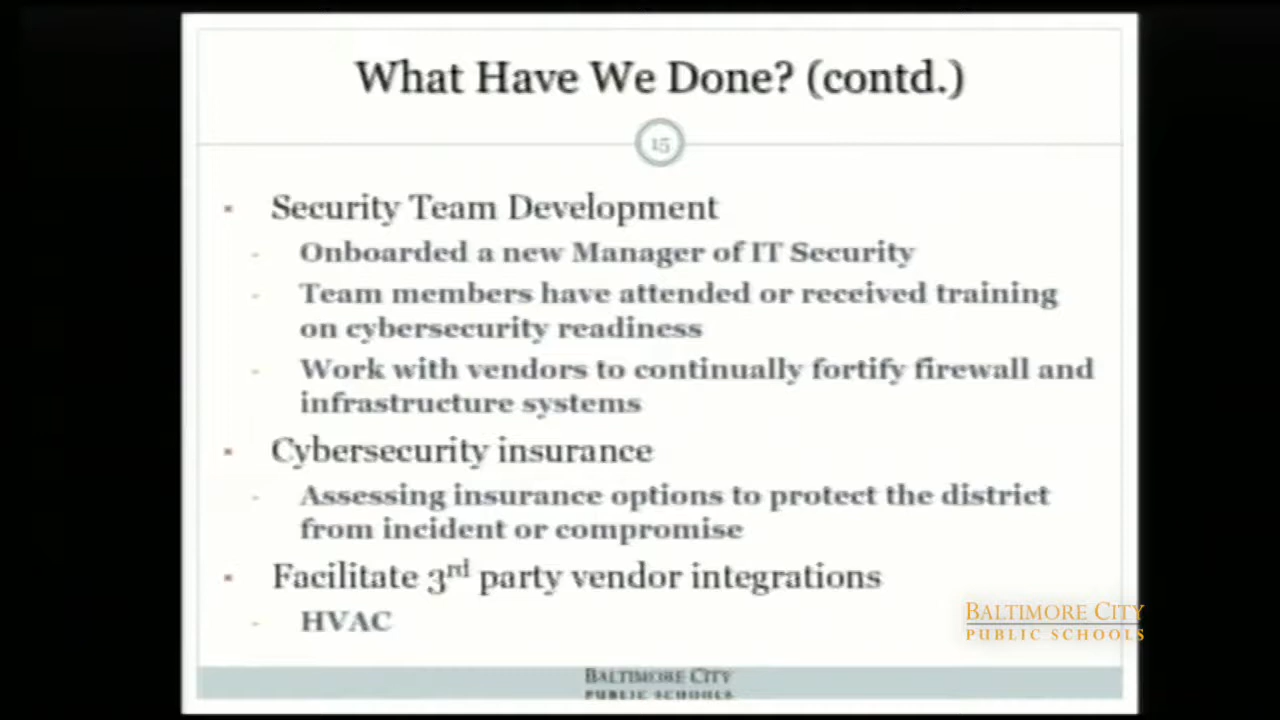 What Have We Done? (contd.)
15
▪ Security Team Development
- Onboarded a new Manager of IT Security
- Team members have attended or received training
on cybersecurity readiness
- Work with vendors to continually fortify firewall and
infrastructure systems
▪ Cybersecurity insurance
- Assessing insurance options to protect the district
from incident or compromise
▪ Facilitate 3rd party vendor integrations
- HVAC
BALTIMORE CITY
PUBLIC SCHOOLS
BALTIMORE CITY
PUBLIC SCHOOLS